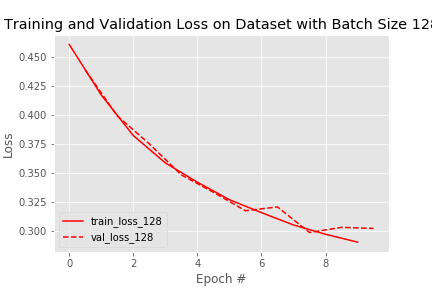 Training and Validation Loss on Dataset with Batch Size 128
0.450
0.425
0.400
0.375
0.350
0.325
0.300
Loss
train_loss_128
val_loss_128
0 2 4 6 8
Epoch #